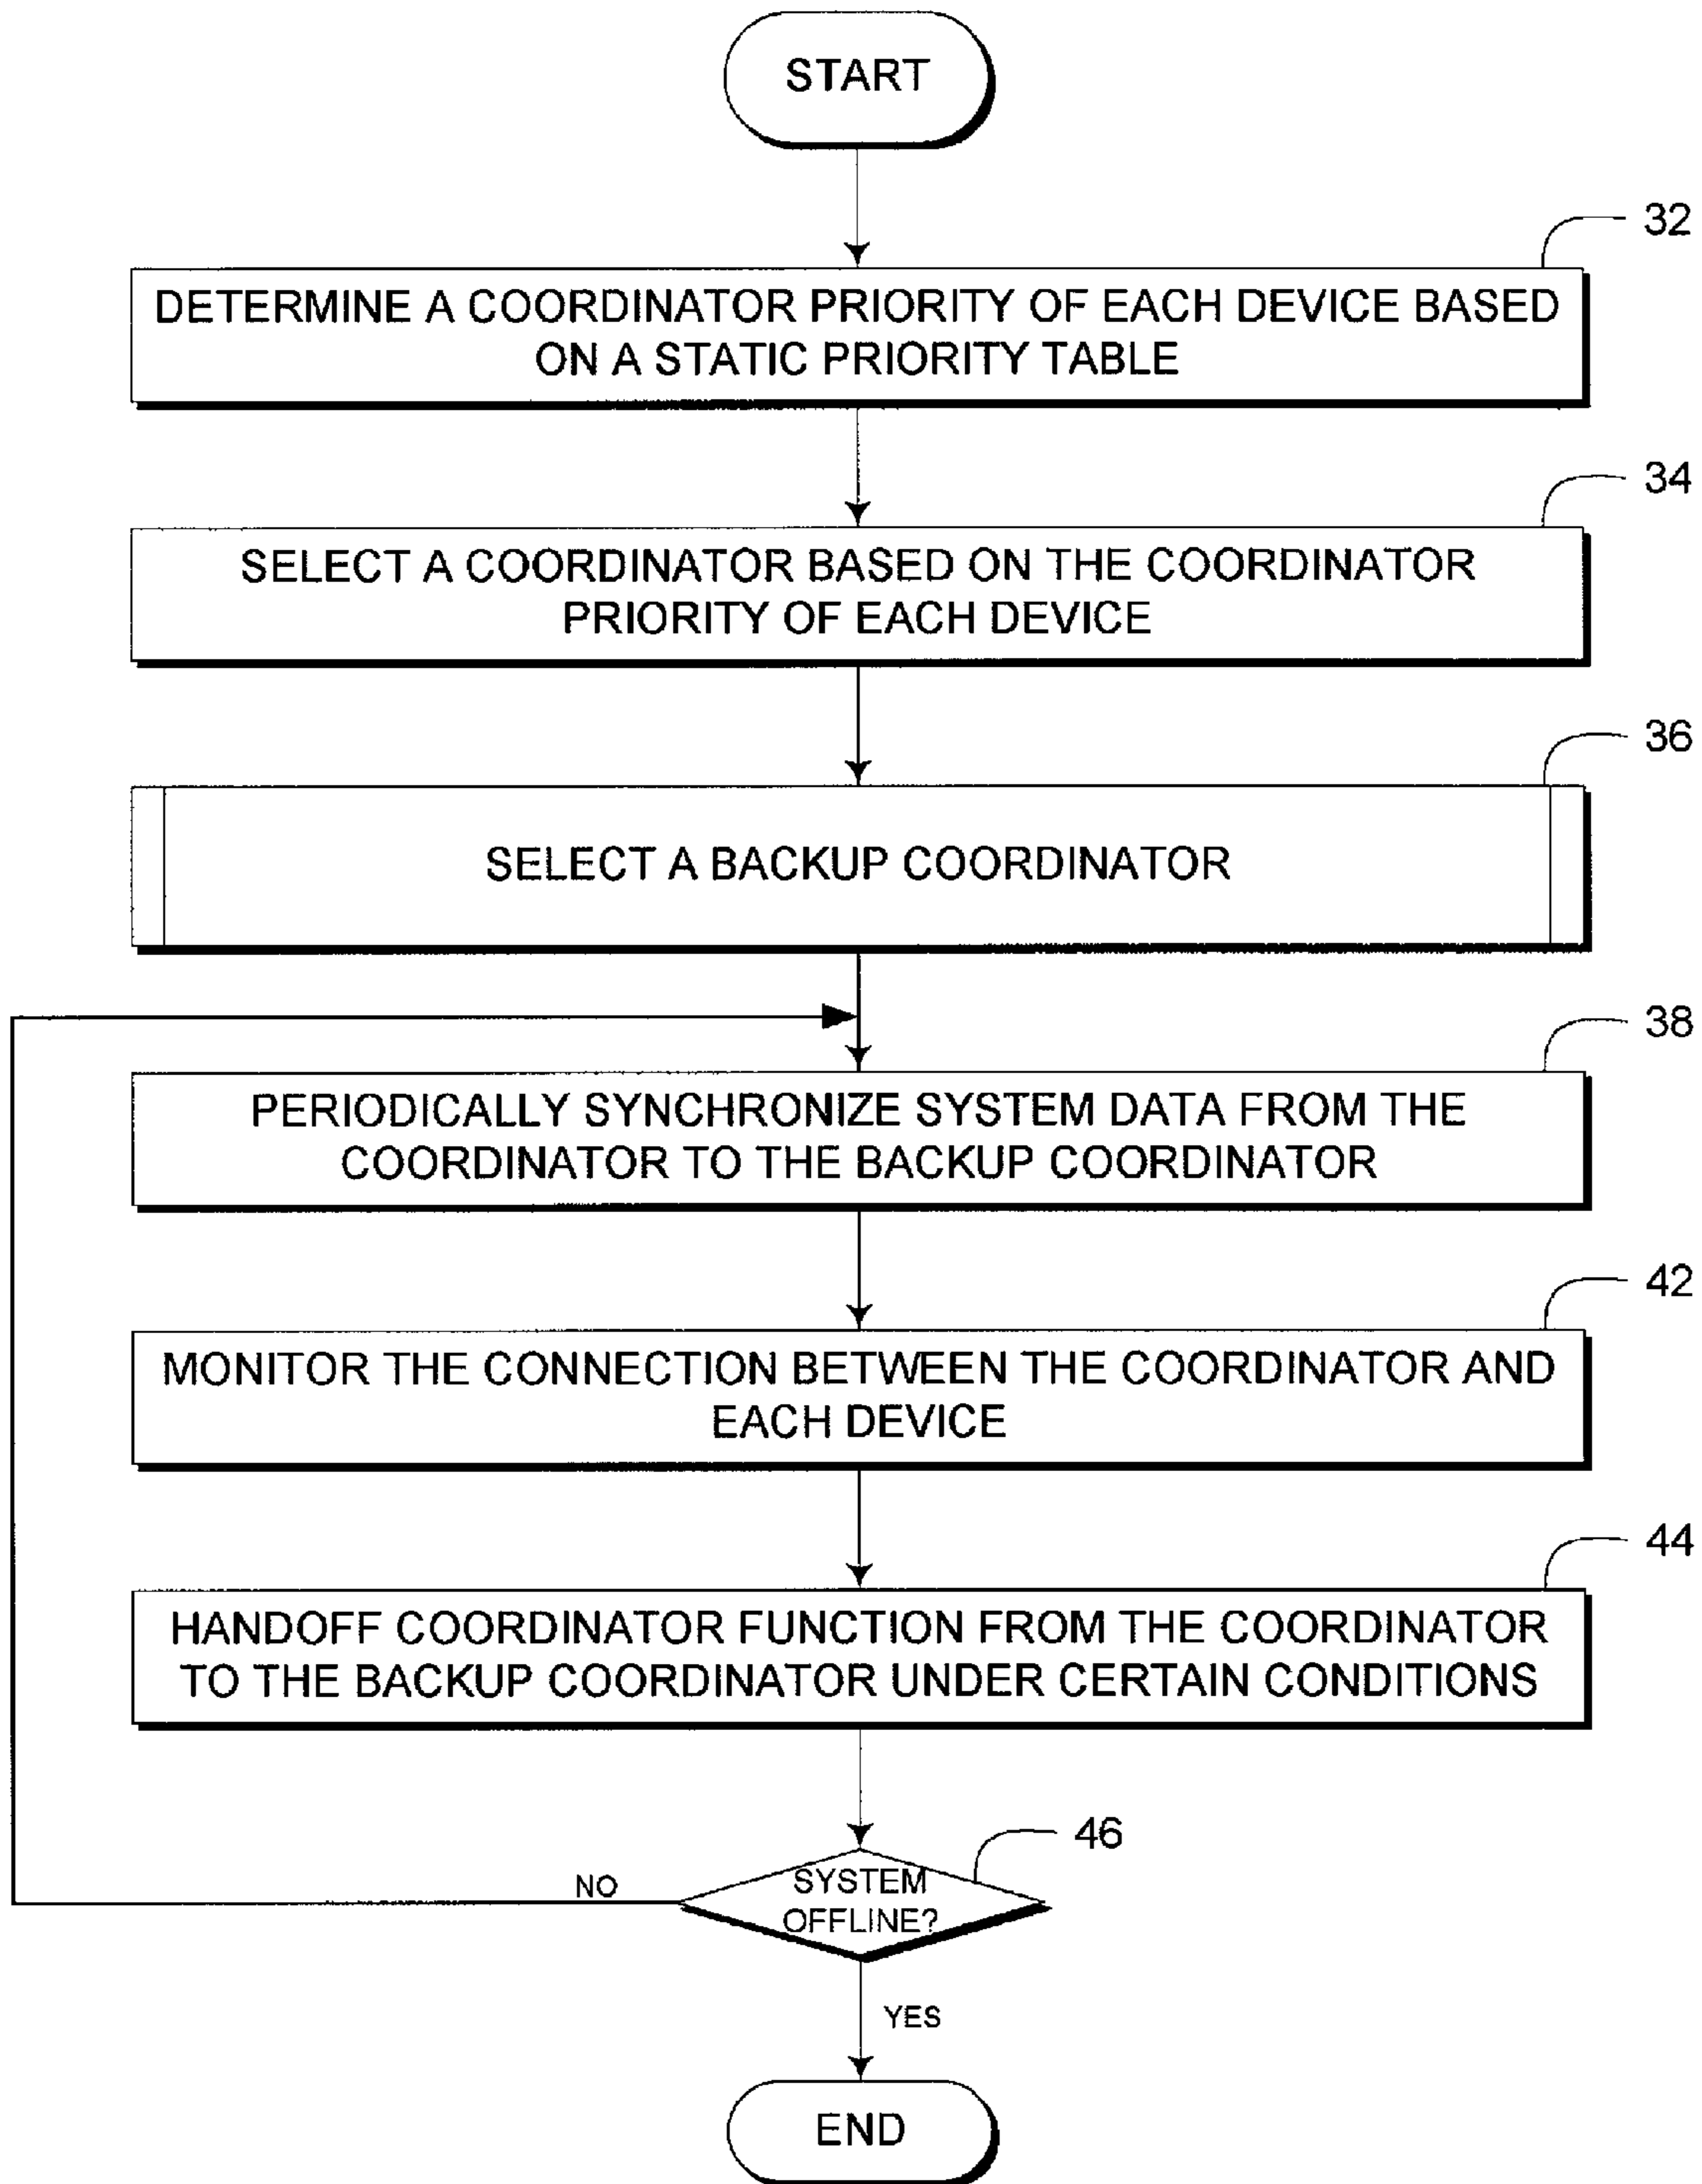 START
32
DETERMINE A COORDINATOR PRIORITY OF EACH DEVICE BASED
ON A STATIC PRIORITY TABLE
34
SELECT A COORDINATOR BASED ON THE COORDINATOR
PRIORITY OF EACH DEVICE
36
SELECT A BACKUP COORDINATOR
38
PERIODICALLY SYNCHRONIZE SYSTEM DATA FROM THE
COORDINATOR TO THE BACKUP COORDINATOR
42
MONITOR THE CONNECTION BETWEEN THE COORDINATOR AND
EACH DEVICE
44
HANDOFF COORDINATOR FUNCTION FROM THE COORDINATOR
TO THE BACKUP COORDINATOR UNDER CERTAIN CONDITIONS
46
SYSTEM
OFFLINE?
NO
YES
END